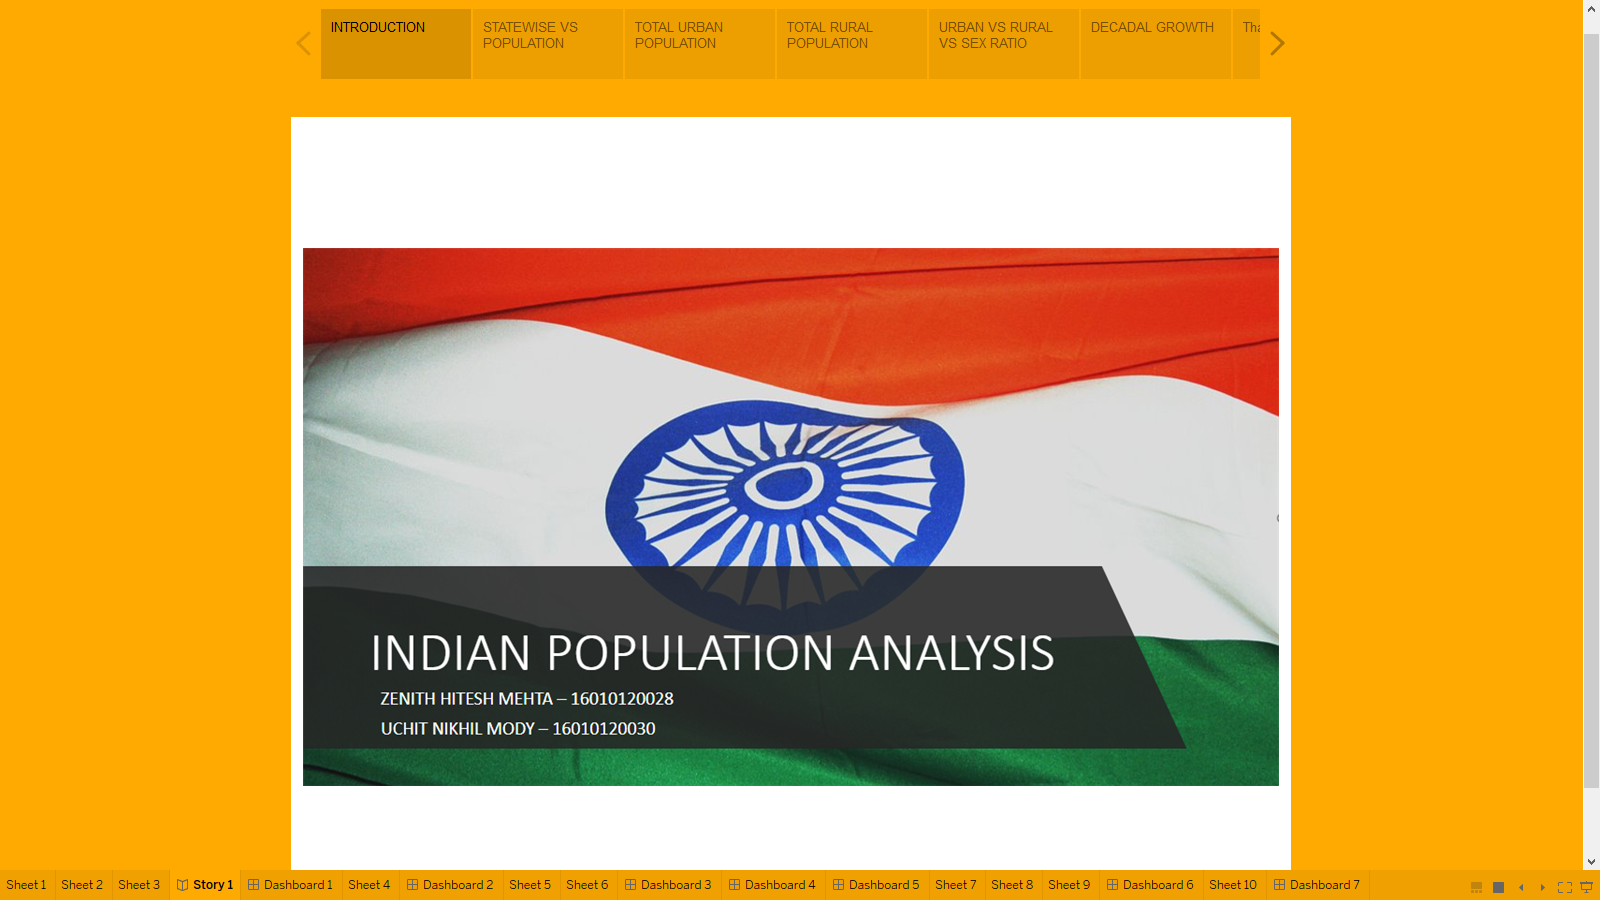 INTRODUCTION
STATEWISE VS
POPULATION
TOTAL URBAN
POPULATION
TOTAL RURAL
POPULATION
URBAN VS RURAL
VS SEX RATIO
DECADAL GROWTH
INDIAN POPULATION ANALYSIS
ZENITH HITESH MEHTA – 16010120028
UCHIT NIKHIL MODY – 16010120030
Sheet 1 Sheet 2 Sheet 3 Story 1 Dashboard 1 Sheet 4 Dashboard 2 Sheet 5 Sheet 6 Dashboard 3 Dashboard 4 Dashboard 5 Sheet 7 Sheet 8 Sheet 9 Dashboard 6 Sheet 10 Dashboard 7